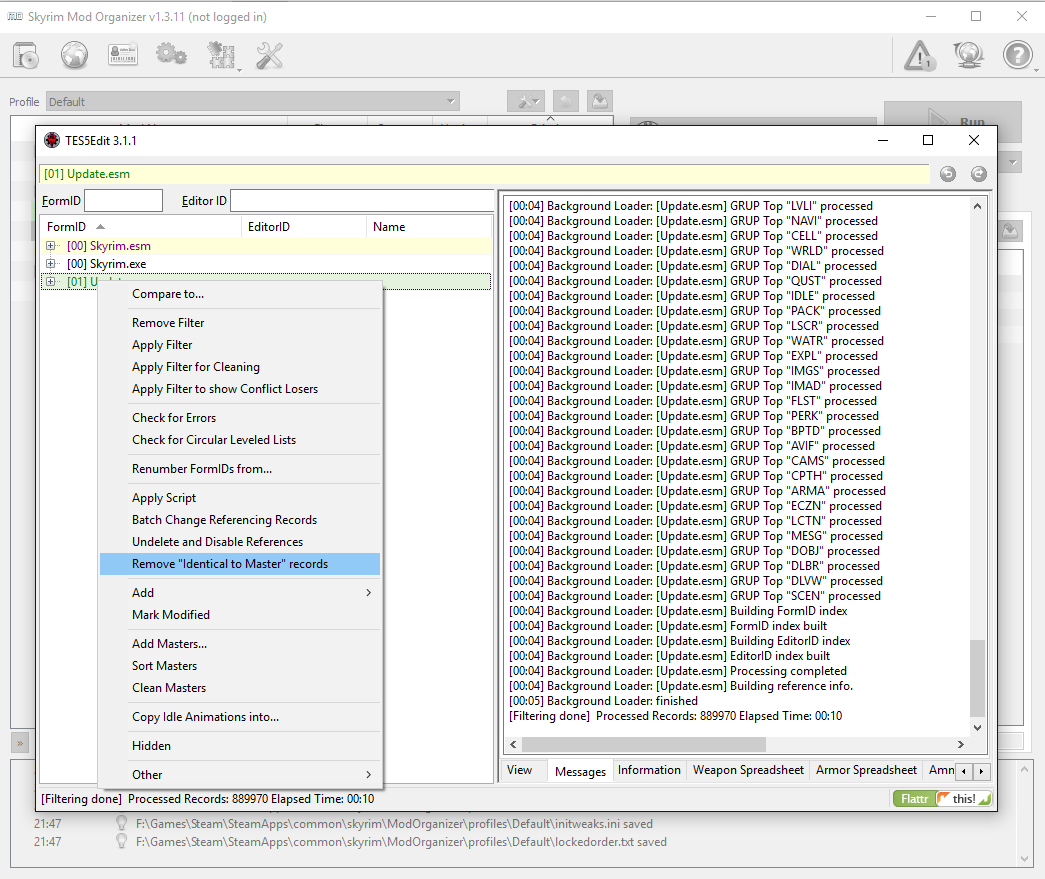 Skyrim Mod Organizer v1.3.11 (not logged in)
1
Profile Default
Run
TES5Edit 3.1.1
[01] Update.esm
FormID
Editor ID
FormID EditorID Name
[00] Skyrim.esm
[00] Skyrim.exe
[01]
Compare to...
Remove Filter
Apply Filter
Apply Filter for Cleaning
Apply Filter to show Conflict Losers
Check for Errors
Check for Circular Leveled Lists
Renumber FormIDs from...
Apply Script
Batch Change Referencing Records
Undelete and Disable References
Remove "Identical to Master" records
Add
Mark Modified
Add Masters...
Sort Masters
Clean Masters
Copy Idle Animations into...
Hidden
Other
[00:04] Background Loader: [Update.esm] GRUP Top "LVLI" processed
[00:04] Background Loader: [Update.esm] GRUP Top "NAVI" processed
[00:04] Background Loader: [Update.esm] GRUP Top "CELL" processed
[00:04] Background Loader: [Update.esm] GRUP Top "WRLD" processed
[00:04] Background Loader: [Update.esm] GRUP Top "DIAL" processed
[00:04] Background Loader: [Update.esm] GRUP Top "QUST" processed
[00:04] Background Loader: [Update.esm] GRUP Top "IDLE" processed
[00:04] Background Loader: [Update.esm] GRUP Top "PACK" processed
[00:04] Background Loader: [Update.esm] GRUP Top "LSCR" processed
[00:04] Background Loader: [Update.esm] GRUP Top "WATR" processed
[00:04] Background Loader: [Update.esm] GRUP Top "EXPL" processed
[00:04] Background Loader: [Update.esm] GRUP Top "IMGS" processed
[00:04] Background Loader: [Update.esm] GRUP Top "IMAD" processed
[00:04] Background Loader: [Update.esm] GRUP Top "FLST" processed
[00:04] Background Loader: [Update.esm] GRUP Top "PERK" processed
[00:04] Background Loader: [Update.esm] GRUP Top "BPTD" processed
[00:04] Background Loader: [Update.esm] GRUP Top "AVIF" processed
[00:04] Background Loader: [Update.esm] GRUP Top "CAMS" processed
[00:04] Background Loader: [Update.esm] GRUP Top "CPTH" processed
[00:04] Background Loader: [Update.esm] GRUP Top "ARMA" processed
[00:04] Background Loader: [Update.esm] GRUP Top "ECZN" processed
[00:04] Background Loader: [Update.esm] GRUP Top "LCTN" processed
[00:04] Background Loader: [Update.esm] GRUP Top "MESG" processed
[00:04] Background Loader: [Update.esm] GRUP Top "DOBJ" processed
[00:04] Background Loader: [Update.esm] GRUP Top "DLBR" processed
[00:04] Background Loader: [Update.esm] GRUP Top "DLVW" processed
[00:04] Background Loader: [Update.esm] GRUP Top "SCEN" processed
[00:04] Background Loader: [Update.esm] Building FormID index
[00:04] Background Loader: [Update.esm] FormID index built
[00:04] Background Loader: [Update.esm] Building EditorID index
[00:04] Background Loader: [Update.esm] EditorID index built
[00:04] Background Loader: [Update.esm] Processing completed
[00:04] Background Loader: [Update.esm] Building reference info.
[00:05] Background Loader: finished
[Filtering done] Processed Records: 889970 Elapsed Time: 00:10
View Messages Information Weapon Spreadsheet Armor Spreadsheet Amn
[Filtering done] Processed Records: 889970 Elapsed Time: 00:10
Flattr this!
21:47 F:\Games\Steam\SteamApps\common\skyrim\ModOrganizer\profiles\Default\initweaks.ini saved
21:47 F:\Games\Steam\SteamApps\common\skyrim\ModOrganizer\profiles\Default\lockedorder.txt saved